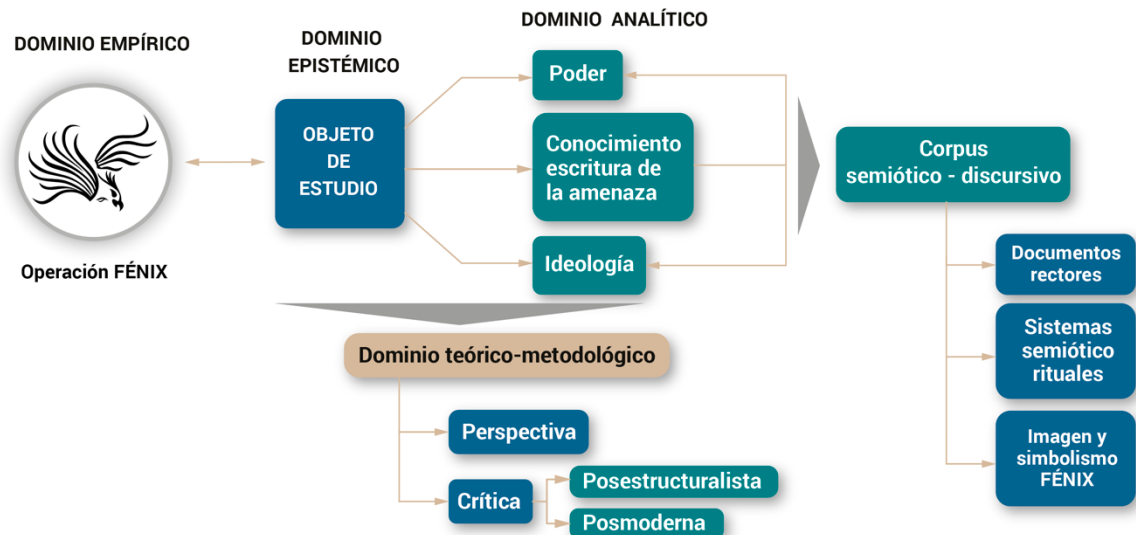 DOMINIO EMPÍRICO
Operación FÉNIX
DOMINIO
EPISTÉMICO
OBJETO
DE
ESTUDIO
DOMINIO ANALÍTICO
Poder
Conocimiento
escritura de
la amenaza
Ideología
Corpus
semiótico - discursivo
Documentos
rectores
Sistemas
semiótico
rituales
Imagen y
simbolismo
FÉNIX
Dominio teórico-metodológico
Perspectiva
Crítica
Posestructuralista
Posmoderna